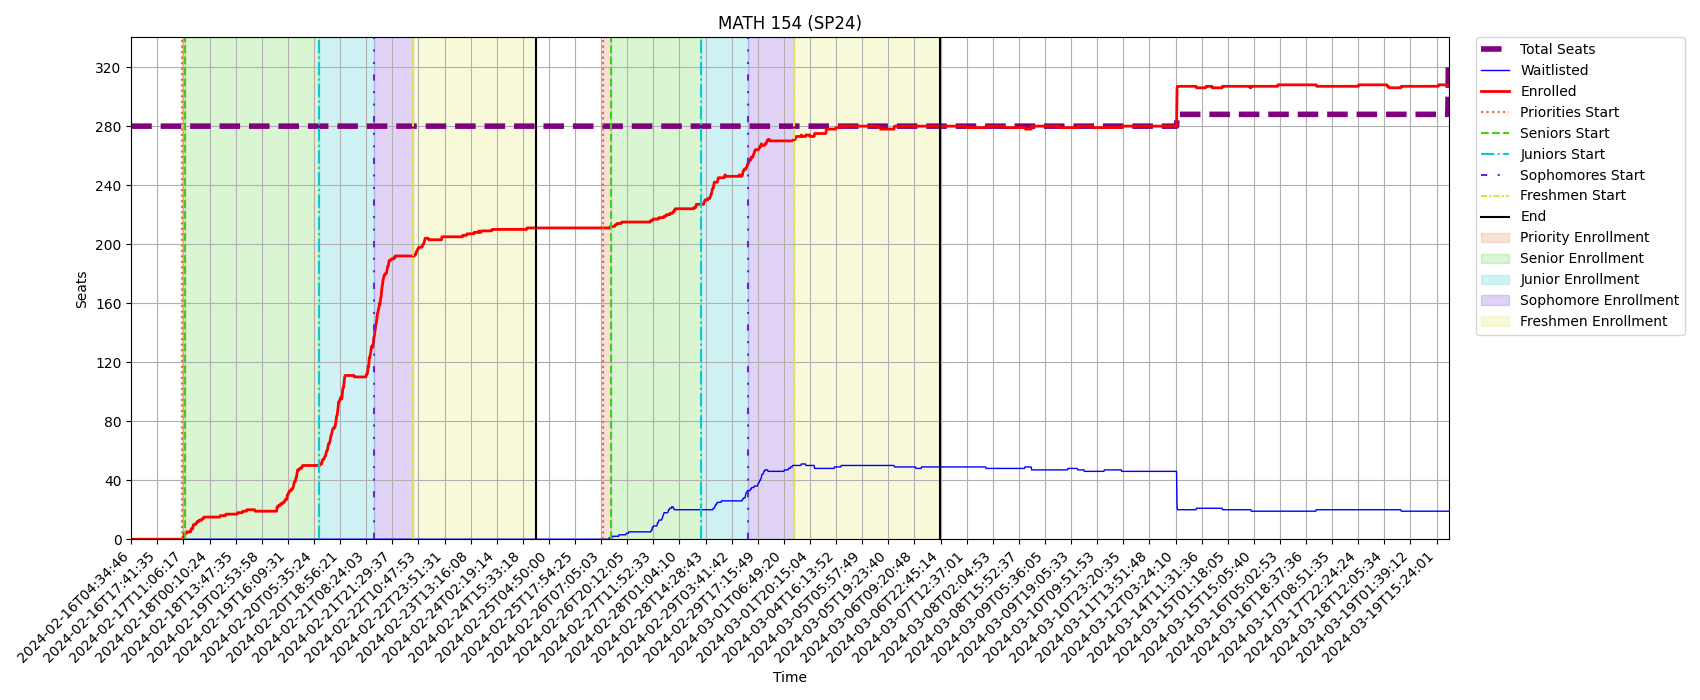 MATH 154 (SP24)
Seats
320
280
240
200
160
120
80
40
0
2024-02-16T04:34:46
2024-02-16T17:41:35
2024-02-17T11:06:17
2024-02-18T00:10:24
2024-02-18T13:47:35
2024-02-19T02:53:58
2024-02-19T16:09:31
2024-02-20T05:35:24
2024-02-20T18:56:21
2024-02-21T08:24:03
2024-02-21T21:29:37
2024-02-22T10:47:53
2024-02-22T23:51:31
2024-02-23T13:16:08
2024-02-24T02:19:14
2024-02-24T15:33:18
2024-02-25T04:50:00
2024-02-25T17:54:25
2024-02-26T07:05:03
2024-02-26T20:12:05
2024-02-27T11:52:33
2024-02-28T01:04:10
2024-02-28T14:28:43
2024-02-29T03:41:42
2024-02-29T17:15:49
2024-03-01T06:49:20
2024-03-01T20:15:04
2024-03-04T16:13:52
2024-03-05T05:57:49
2024-03-05T19:23:40
2024-03-06T09:20:48
2024-03-06T22:45:14
2024-03-07T12:37:01
2024-03-08T02:04:53
2024-03-08T15:52:37
2024-03-09T05:36:05
2024-03-09T19:05:33
2024-03-10T09:51:53
2024-03-10T23:20:35
2024-03-11T13:51:48
2024-03-12T03:24:10
2024-03-14T11:31:36
2024-03-15T01:18:05
2024-03-15T15:05:40
2024-03-16T05:02:53
2024-03-16T18:37:36
2024-03-17T08:51:35
2024-03-17T22:24:24
2024-03-18T12:05:34
2024-03-19T01:39:12
2024-03-19T15:24:01
Time
Total Seats
Waitlisted
Enrolled
Priorities Start
Seniors Start
Juniors Start
Sophomores Start
Freshmen Start
End
Priority Enrollment
Senior Enrollment
Junior Enrollment
Sophomore Enrollment
Freshmen Enrollment